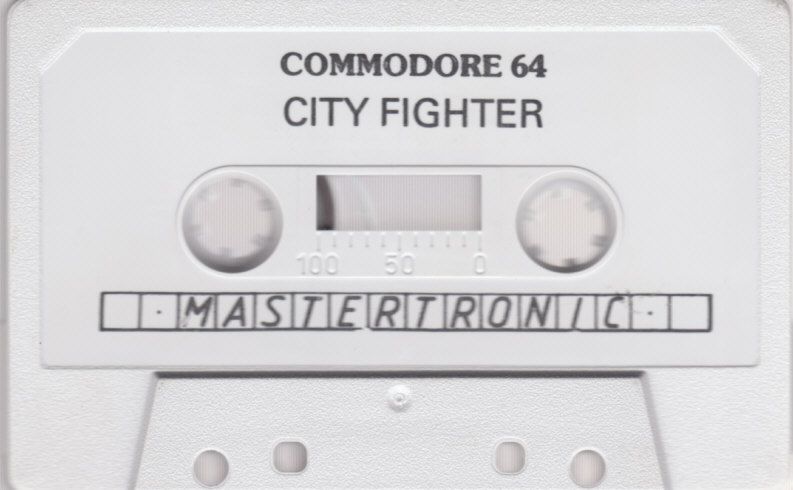 COMMODORE 64
CITY FIGHTER
100 50 0
· MASTERTRONIC ·